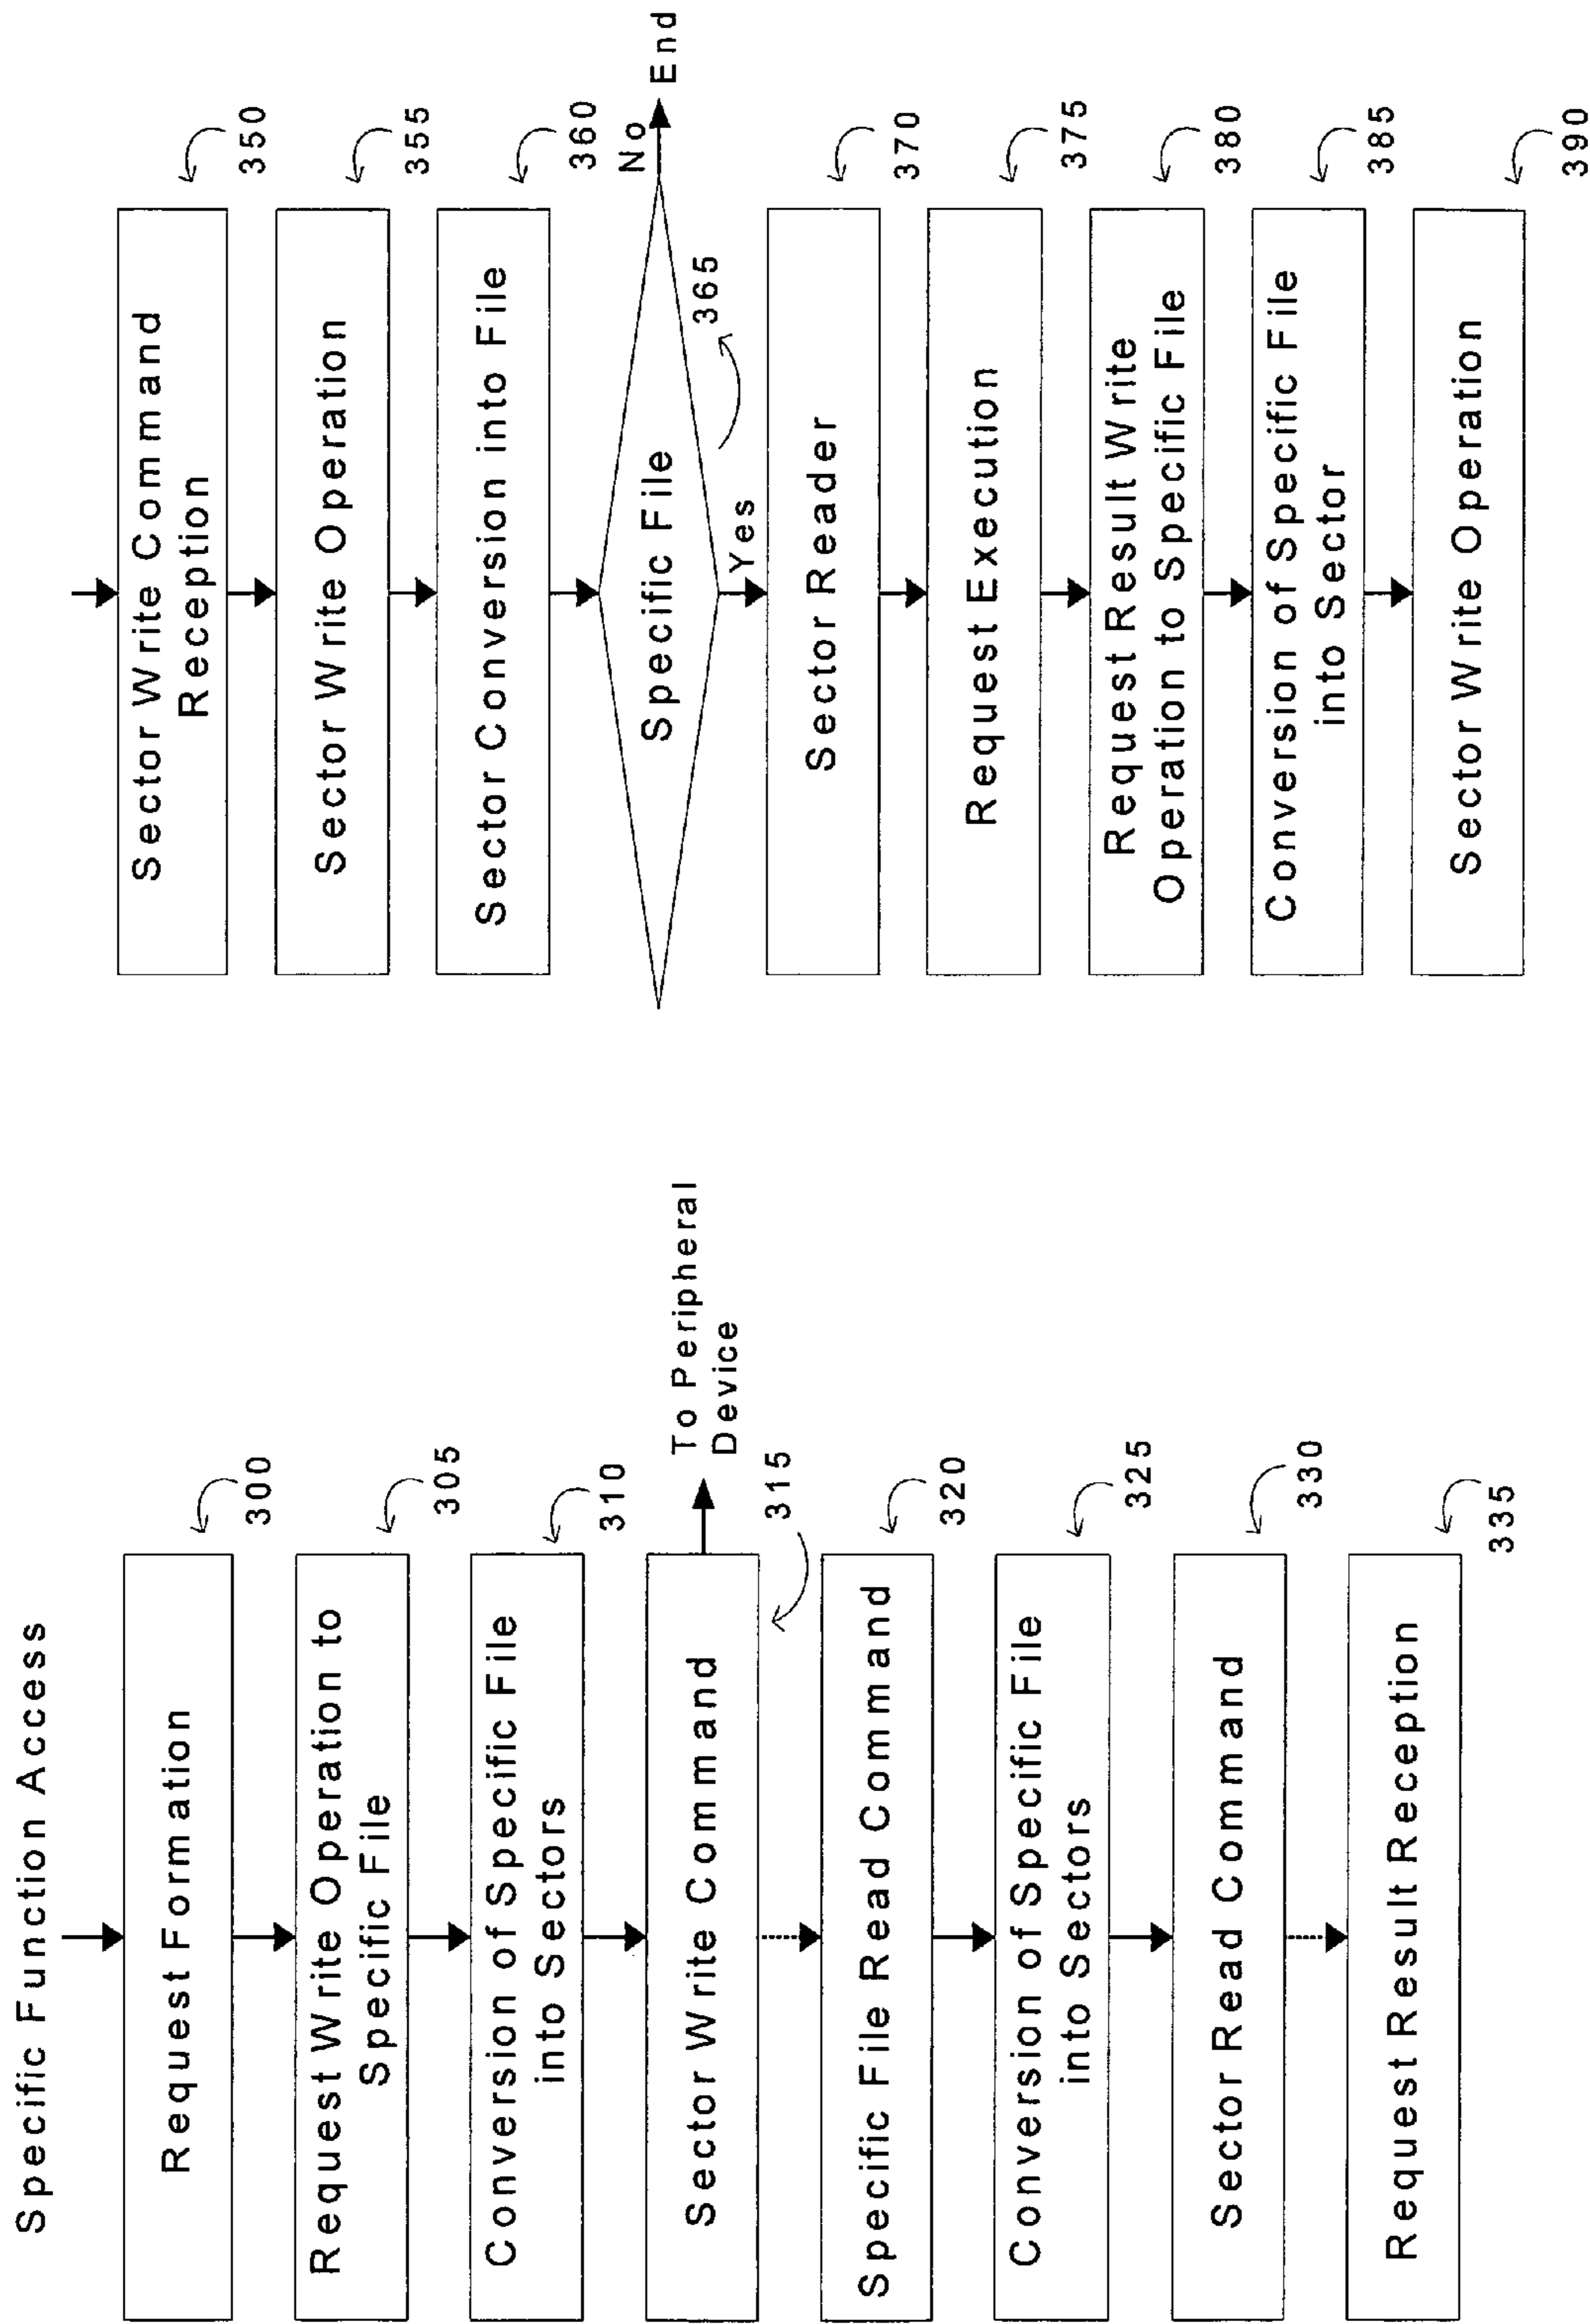 Specific Function Access
Request Formation
300
Request Write Operation to
Specific File
305
Conversion of Specific File
into Sectors
310
Sector Write Command
To Peripheral
Device
315
Specific File Read Command
320
Conversion of Specific File
into Sectors
325
Sector Read Command
330
Request Result Reception
335
Sector Write Command
Reception
350
Sector Write Operation
355
Sector Conversion into File
360
Specific File
No
End
365
Yes
Sector Reader
370
Request Execution
375
Request Result Write
Operation to Specific File
380
Conversion of Specific File
into Sector
385
Sector Write Operation
390